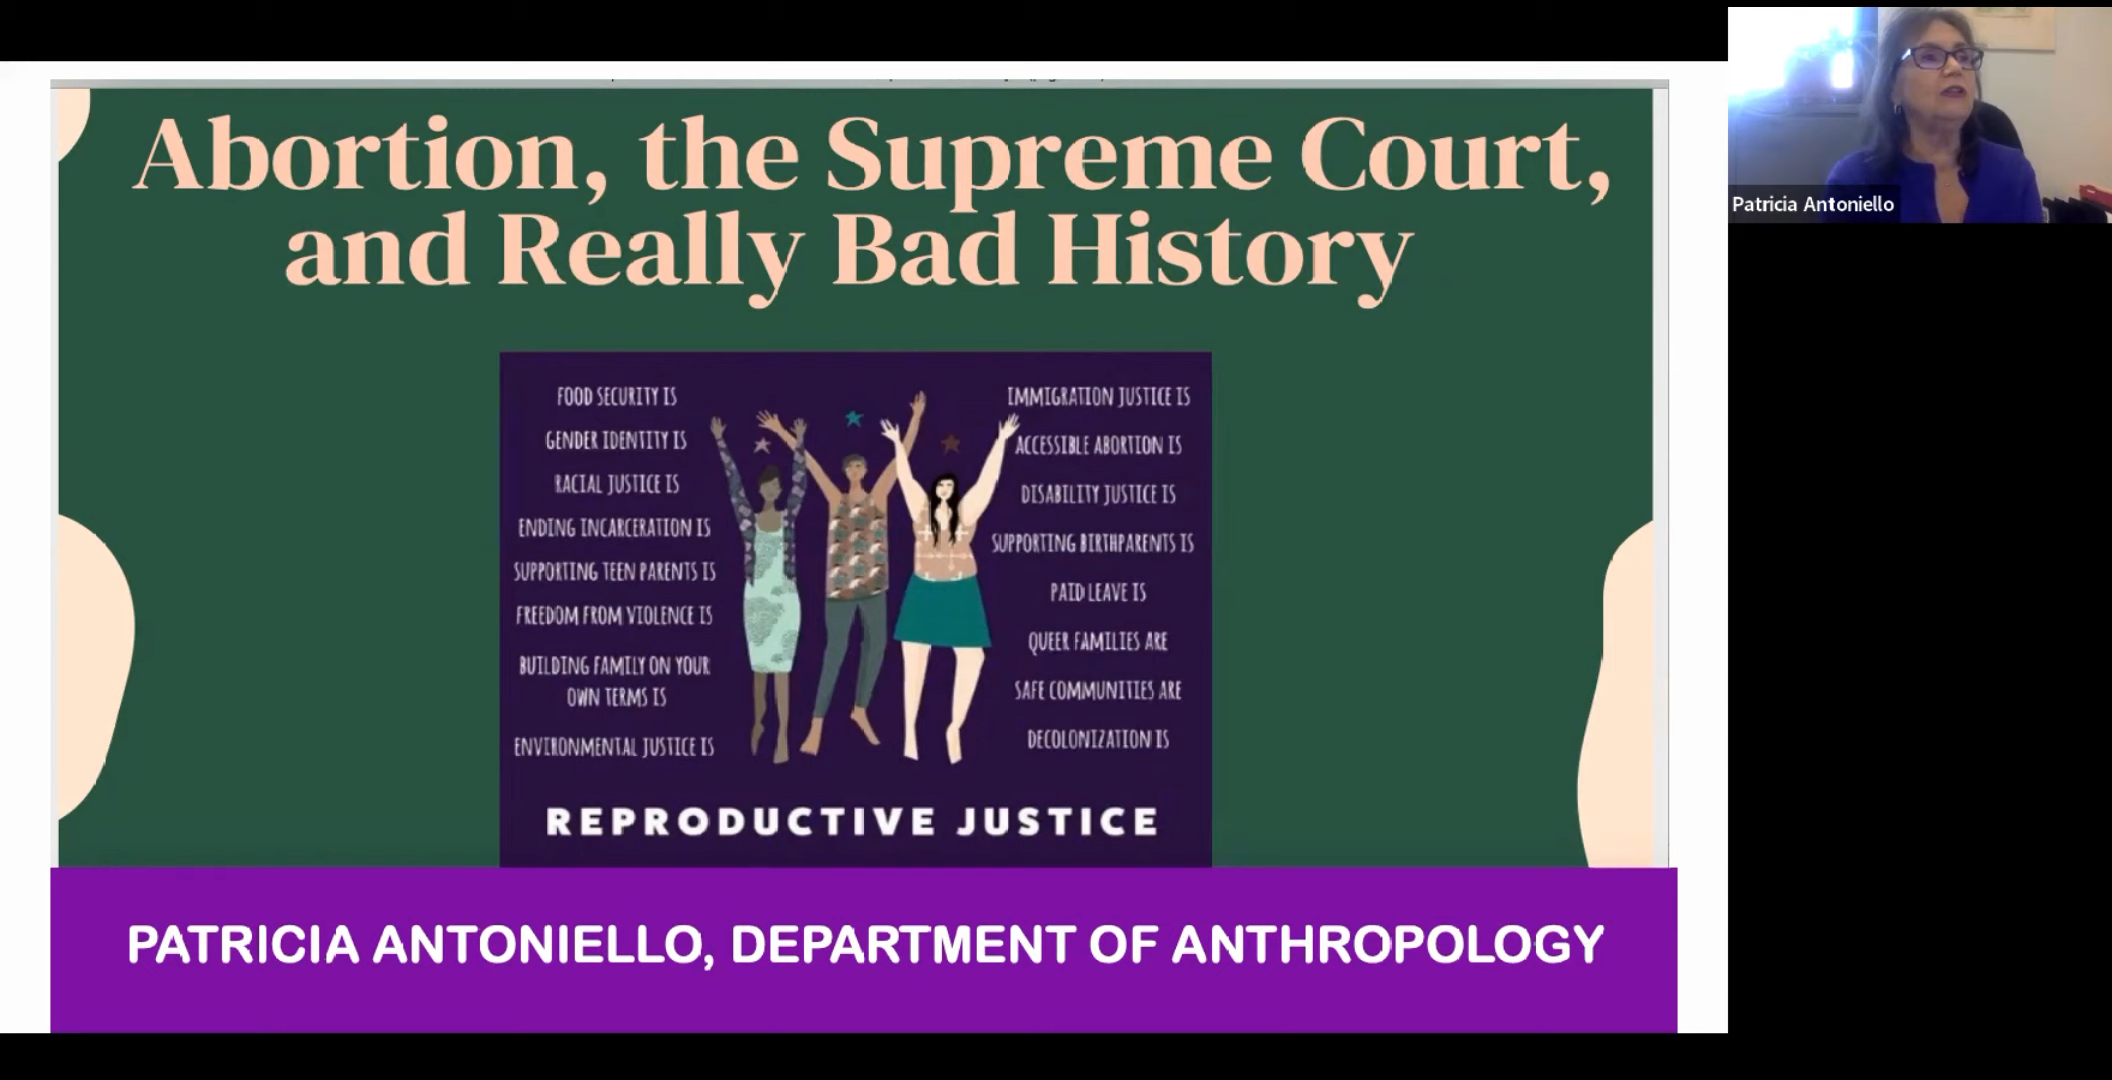 Abortion, the Supreme Court,
and Really Bad History
FOOD SECURITY IS
GENDER IDENTITY IS
RACIAL JUSTICE IS
ENDING INCARCERATION IS
SUPPORTING TEEN PARENTS IS
FREEDOM FROM VIOLENCE IS
BUILDING FAMILY ON YOUR
OWN TERMS IS
ENVIRONMENTAL JUSTICE IS
IMMIGRATION JUSTICE IS
ACCESSIBLE ABORTION IS
DISABILITY JUSTICE IS
SUPPORTING BIRTHPARENTS IS
PAID LEAVE IS
QUEER FAMILIES ARE
SAFE COMMUNITIES ARE
DECOLONIZATION IS
REPRODUCTIVE JUSTICE
PATRICIA ANTONIELLO, DEPARTMENT OF ANTHROPOLOGY
Patricia Antoniello